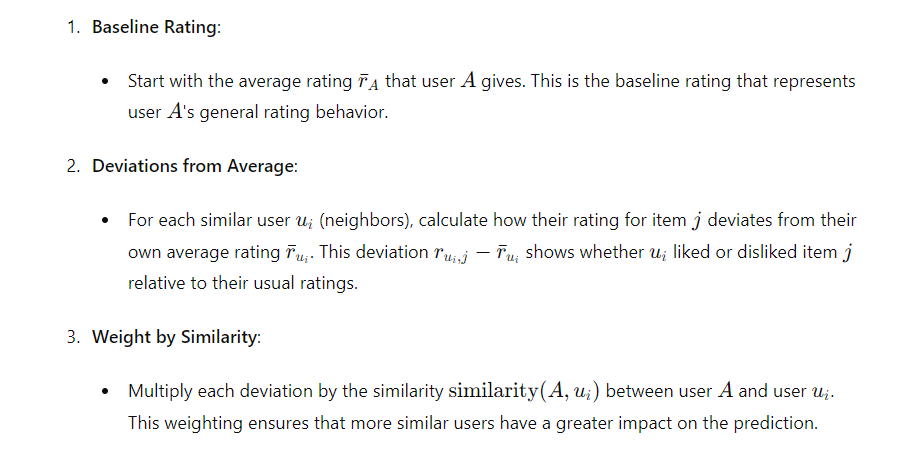 1. Baseline Rating:
• Start with the average rating r̄_A that user A gives. This is the baseline rating that represents
user A's general rating behavior.
2. Deviations from Average:
• For each similar user u_i (neighbors), calculate how their rating for item j deviates from their
own average rating r̄_{u_i}. This deviation r_{u_i,j} − r̄_{u_i} shows whether u_i liked or disliked item j
relative to their usual ratings.
3. Weight by Similarity:
• Multiply each deviation by the similarity similarity(A, u_i) between user A and user u_i.
This weighting ensures that more similar users have a greater impact on the prediction.